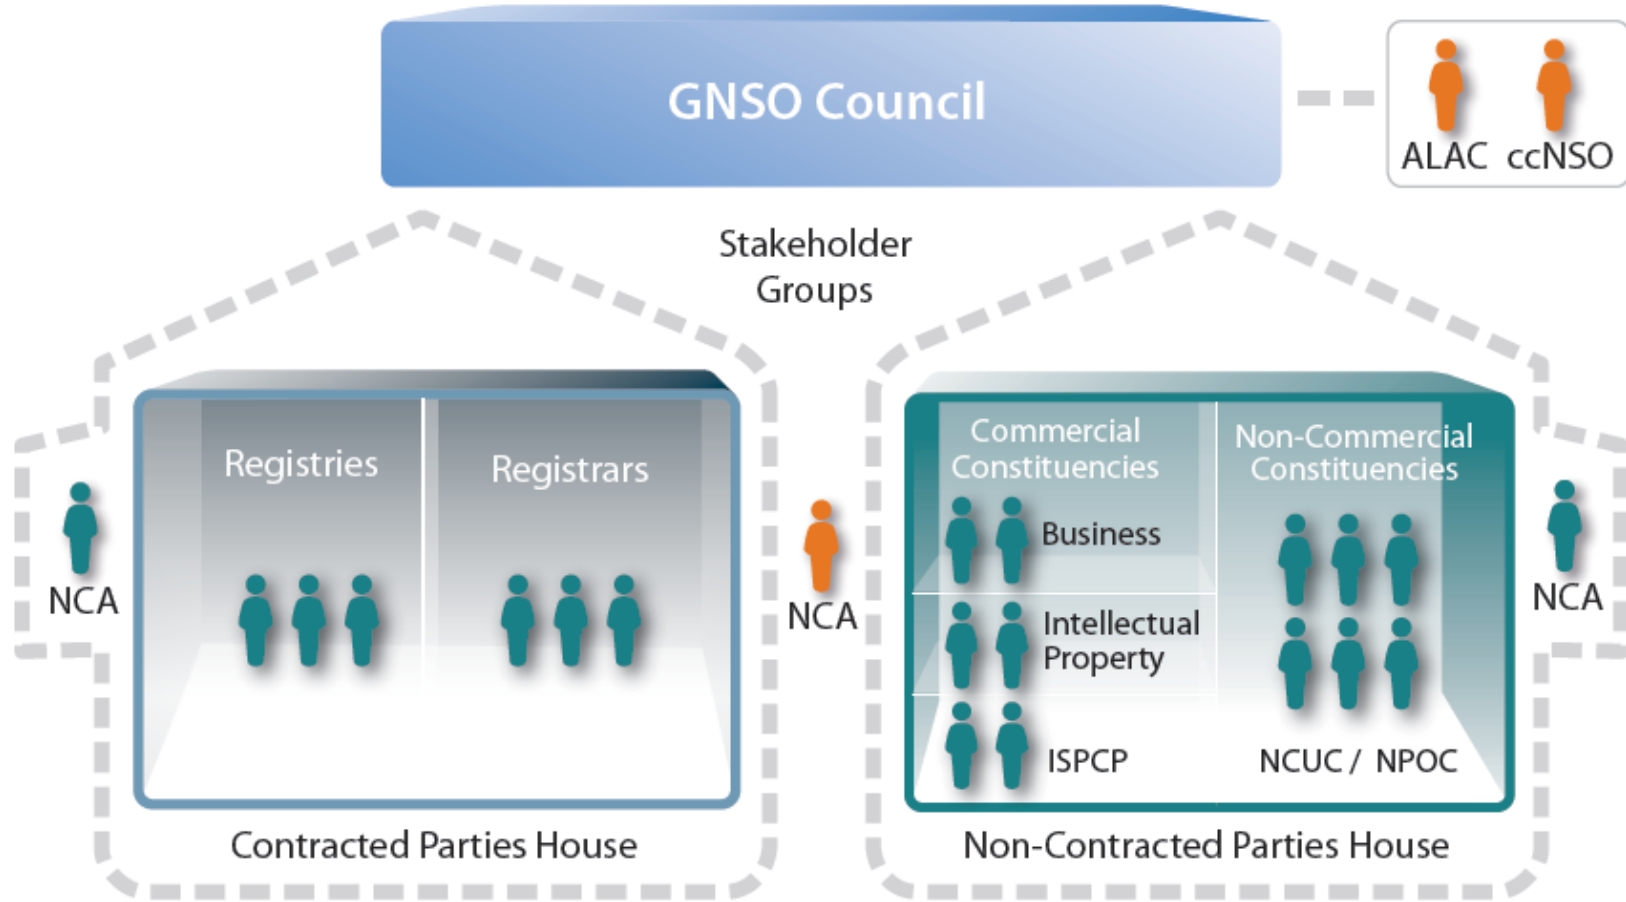 GNSO Council
ALAC ccNSO
Stakeholder
Groups
Registries
Registrars
Commercial
Constituencies
Non-Commercial
Constituencies
NCA
NCA
NCA
Business
Intellectual
Property
ISPCP
NCUC / NPOC
Contracted Parties House
Non-Contracted Parties House